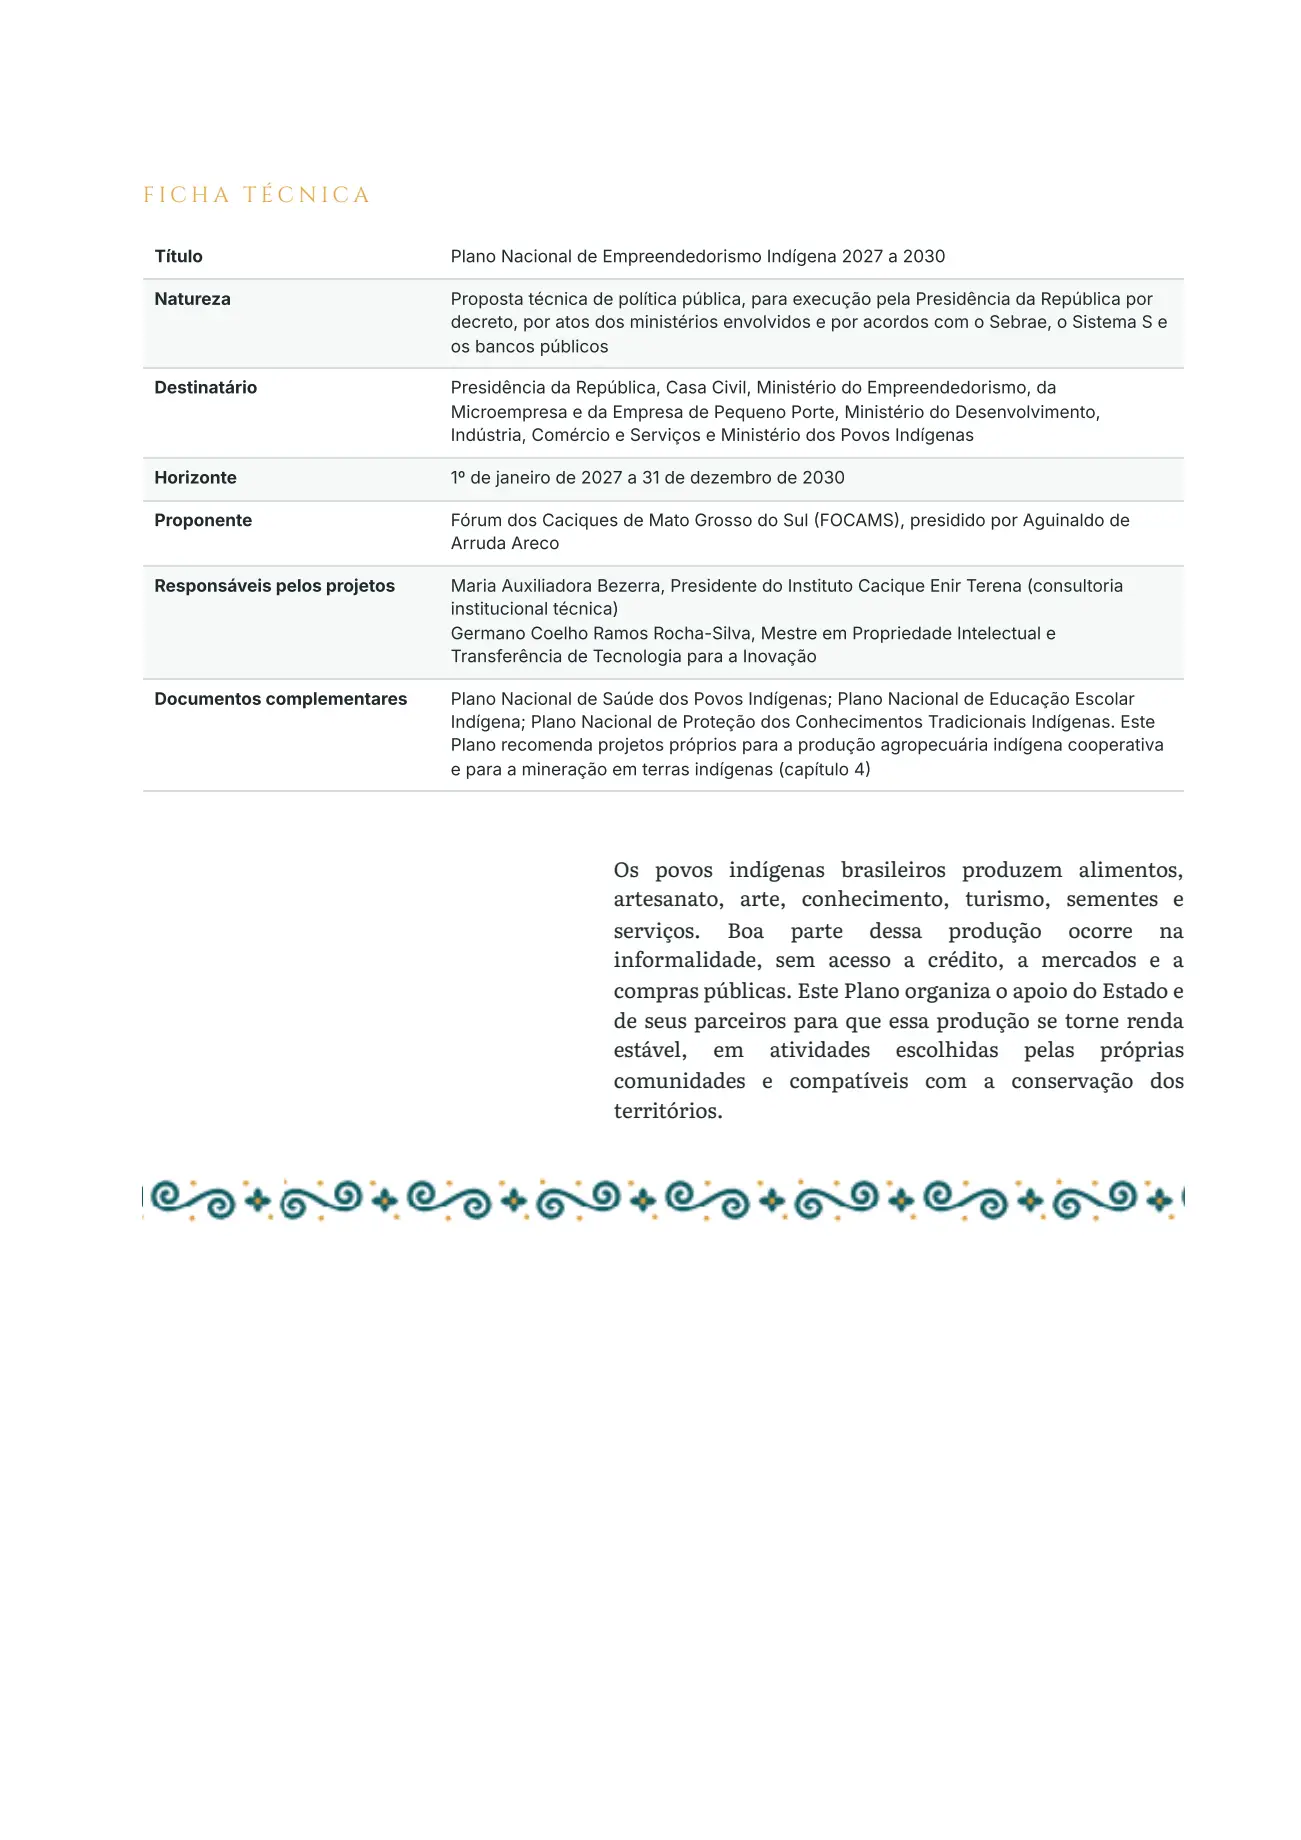 FICHA TÉCNICA
Título
Plano Nacional de Empreendedorismo Indígena 2027 a 2030
Natureza
Proposta técnica de política pública, para execução pela Presidência da República por
decreto, por atos dos ministérios envolvidos e por acordos com o Sebrae, o Sistema S e
os bancos públicos
Destinatário
Presidência da República, Casa Civil, Ministério do Empreendedorismo, da
Microempresa e da Empresa de Pequeno Porte, Ministério do Desenvolvimento,
Indústria, Comércio e Serviços e Ministério dos Povos Indígenas
Horizonte
1º de janeiro de 2027 a 31 de dezembro de 2030
Proponente
Fórum dos Caciques de Mato Grosso do Sul (FOCAMS), presidido por Aguinaldo de
Arruda Areco
Responsáveis pelos projetos
Maria Auxiliadora Bezerra, Presidente do Instituto Cacique Enir Terena (consultoria
institucional técnica)
Germano Coelho Ramos Rocha-Silva, Mestre em Propriedade Intelectual e
Transferência de Tecnologia para a Inovação
Documentos complementares
Plano Nacional de Saúde dos Povos Indígenas; Plano Nacional de Educação Escolar
Indígena; Plano Nacional de Proteção dos Conhecimentos Tradicionais Indígenas. Este
Plano recomenda projetos próprios para a produção agropecuária indígena cooperativa
e para a mineração em terras indígenas (capítulo 4)
Os povos indígenas brasileiros produzem alimentos,
artesanato, arte, conhecimento, turismo, sementes e
serviços. Boa parte dessa produção ocorre na
informalidade, sem acesso a crédito, a mercados e a
compras públicas. Este Plano organiza o apoio do Estado e
de seus parceiros para que essa produção se torne renda
estável, em atividades escolhidas pelas próprias
comunidades e compatíveis com a conservação dos
territórios.